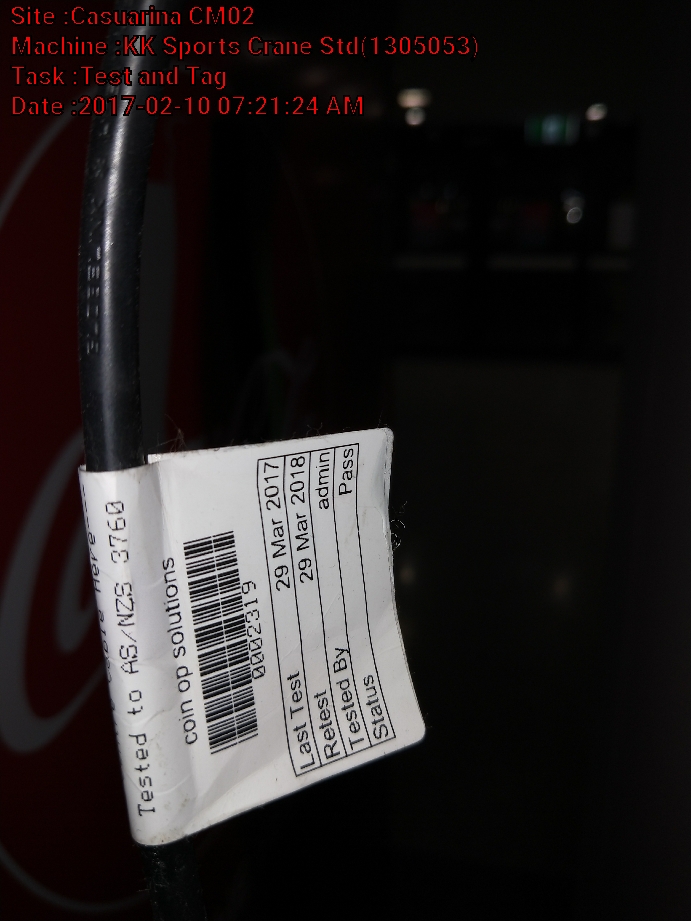 Site :Casuarina CM02
Machine :KK Sports Crane Std(1305053)
Task :Test and Tag
Date :2017-02-10 07:21:24 AM
Here
Tested to AS/NZS 3760
coin op solutions
0002319
Last Test 29 Mar 2017
Retest 29 Mar 2018
Tested By admin
Status Pass